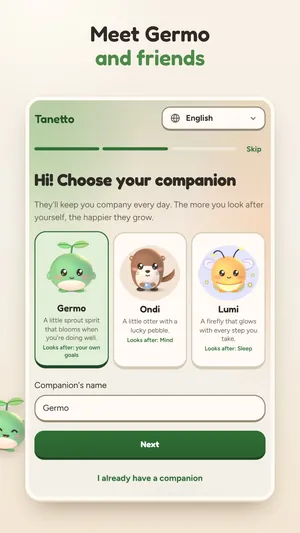 Meet Germo
and friends
Tanetto
English
Skip
Hi! Choose your companion
They'll keep you company every day. The more you look after
yourself, the happier they grow.
Germo
A little sprout spirit
that blooms when
you're doing well.
Looks after: your own
goals
Ondi
A little otter with a
lucky pebble.
Looks after: Mind
Lumi
A firefly that glows
with every step you
take.
Looks after: Sleep
Companion's name
Germo
Next
I already have a companion